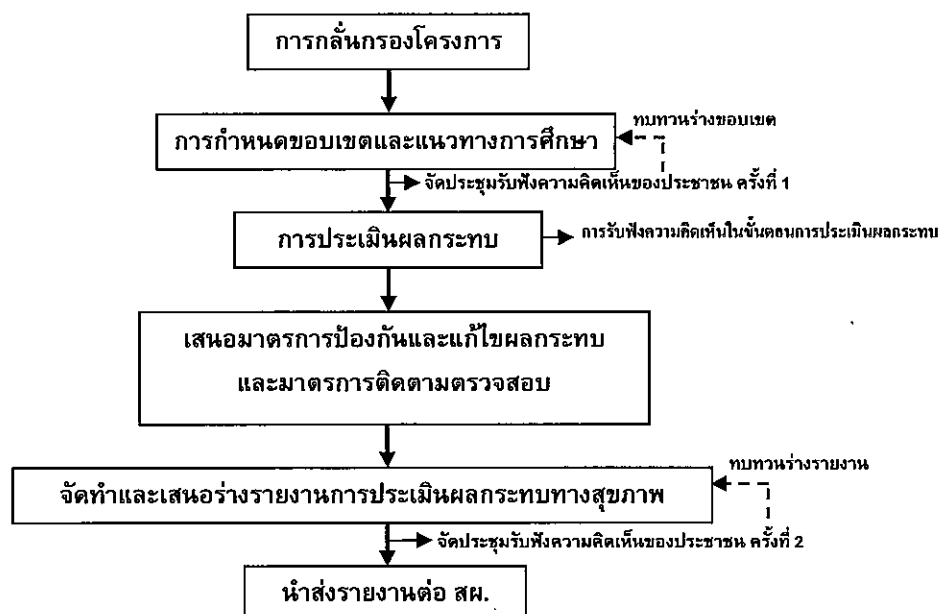 การกลั่นกรองโครงการ
การกำหนดขอบเขตและแนวทางการศึกษา
ทบทวนร่างขอบเขต
จัดประชุมรับฟังความคิดเห็นของประชาชน ครั้งที่ 1
การประเมินผลกระทบ
การรับฟังความคิดเห็นในขั้นตอนการประเมินผลกระทบ
เสนอมาตรการป้องกันและแก้ไขผลกระทบ
และมาตรการติดตามตรวจสอบ
จัดทำและเสนอร่างรายงานการประเมินผลกระทบทางสุขภาพ
ทบทวนร่างรายงาน
จัดประชุมรับฟังความคิดเห็นของประชาชน ครั้งที่ 2
นำส่งรายงานต่อ สผ.